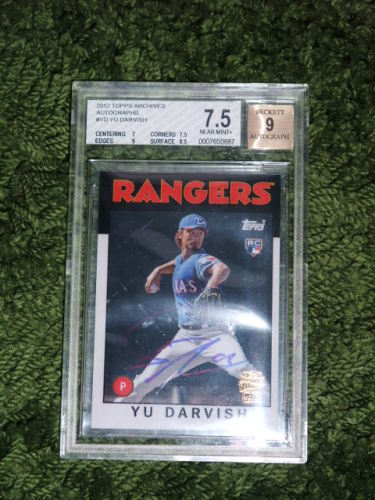 2012 TOPPS ARCHIVES
AUTOGRAPHS
#YD YU DARVISH
CENTERING 7 CORNERS 7.5
EDGES 9 SURFACE 8.5
7.5
NEAR MINT+
0007650687
BECKETT
9
AUTOGRAPH
RANGERS
Topps
RC
TEXAS
P
YU DARVISH